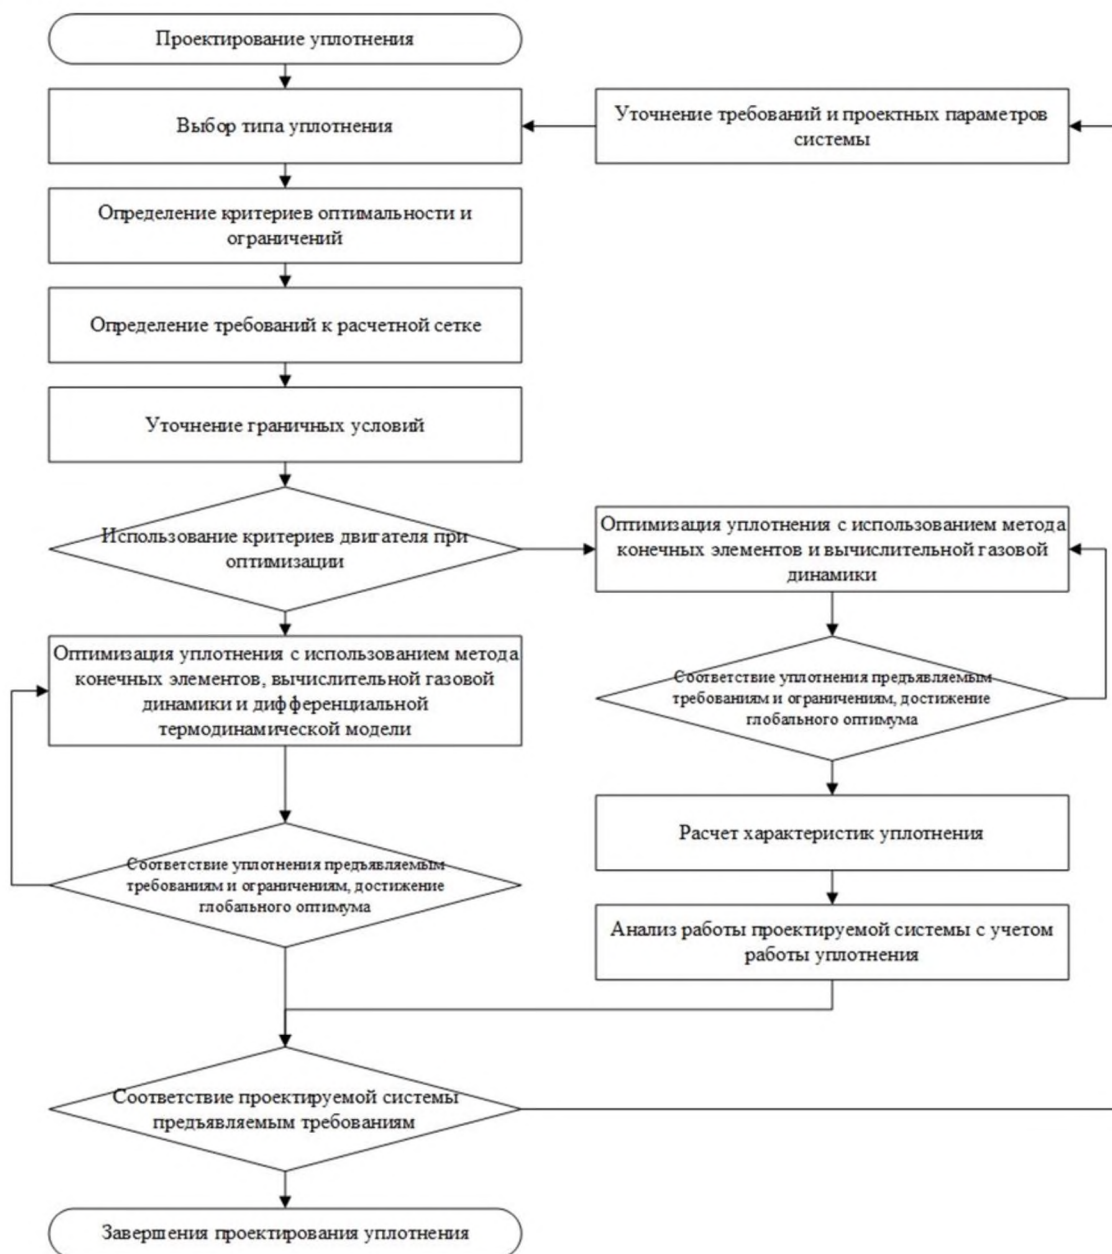 Проектирование уплотнения
Выбор типа уплотнения
Уточнение требований и проектных параметров
системы
Определение критериев оптимальности и
ограничений
Определение требований к расчетной сетке
Уточнение граничных условий
Использование критериев двигателя при
оптимизации
Оптимизация уплотнения с использованием метода
конечных элементов и вычислительной газовой
динамики
Оптимизация уплотнения с использованием метода
конечных элементов, вычислительной газовой
динамики и дифференциальной
термодинамической модели
Соответствие уплотнения предъявляемым
требованиям и ограничениям, достижение
глобального оптимума
Расчет характеристик уплотнения
Соответствие уплотнения предъявляемым
требованиям и ограничениям, достижение
глобального оптимума
Анализ работы проектируемой системы с учетом
работы уплотнения
Соответствие проектируемой системы
предъявляемым требованиям
Завершения проектирования уплотнения